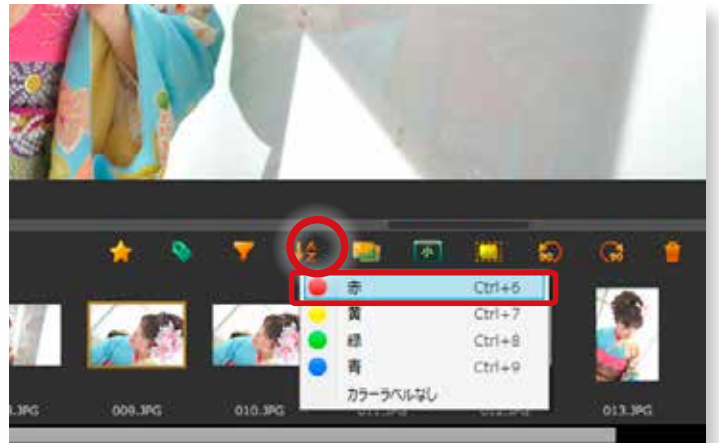 赤 Ctrl+6
黄 Ctrl+7
緑 Ctrl+8
青 Ctrl+9
カラーラベルなし
009.JPG
010.JPG
013.JPG